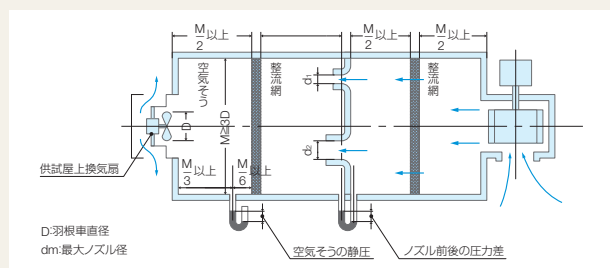 M/2以上
M/2以上
M/2以上
空気そう
整流網
整流網
d₁
d₂
D
M≧3D
M/3以上
M/6以上
供試屋上換気扇
空気そうの静圧
ノズル前後の圧力差
D:羽根車直径
dm:最大ノズル径